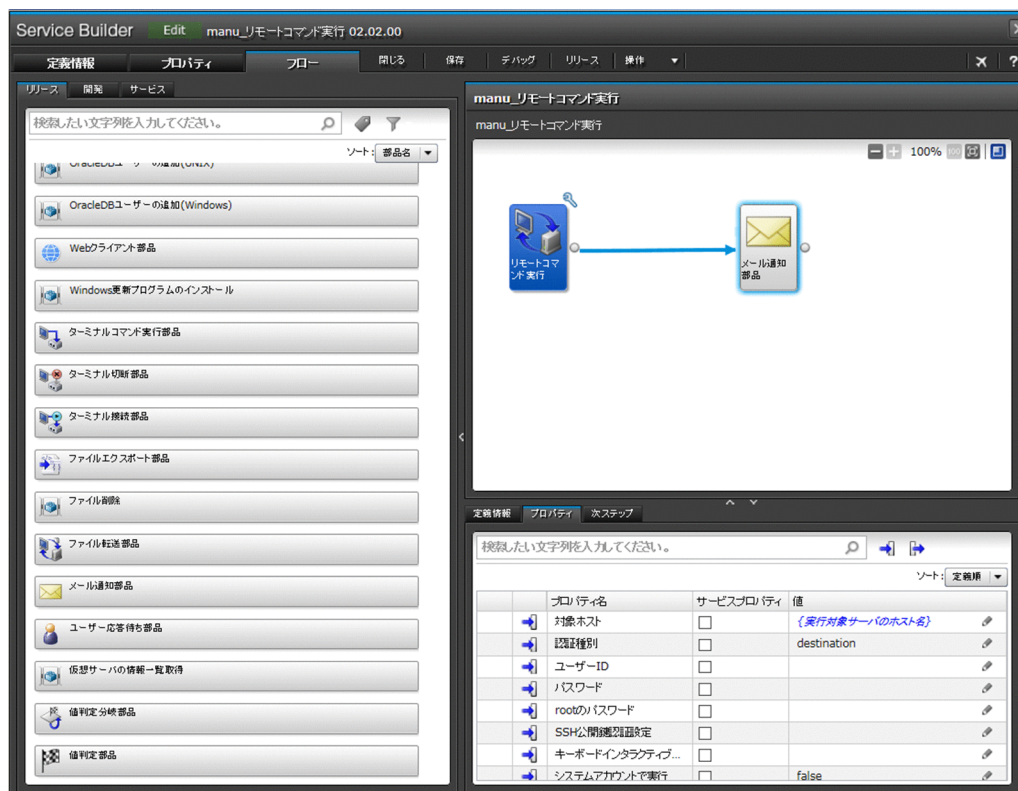 Service Builder Edit manu_リモートコマンド実行 02.02.00
定義情報 プロパティ フロー 閉じる 保存 デバッグ リリース 操作
リリース 開発 サービス
検索したい文字列を入力してください。
ソート: 部品名
OracleDBユーザーの追加(UNIX)
OracleDBユーザーの追加(Windows)
Webクライアント部品
Windows更新プログラムのインストール
ターミナルコマンド実行部品
ターミナル切断部品
ターミナル接続部品
ファイルエクスポート部品
ファイル削除
ファイル転送部品
メール通知部品
ユーザー応答待ち部品
仮想サーバの情報一覧取得
値判定分岐部品
値判定部品
manu_リモートコマンド実行
manu_リモートコマンド実行
100%
リモートコマ
ンド実行
メール通知
部品
定義情報 プロパティ 次ステップ
検索したい文字列を入力してください。
ソート: 定義順
プロパティ名 サービスプロパティ 値
対象ホスト {実行対象サーバのホスト名}
認証種別 destination
ユーザーID
パスワード
rootのパスワード
SSH公開鍵認証設定
キーボードインタラクティブ...
システムアカウントで実行 false